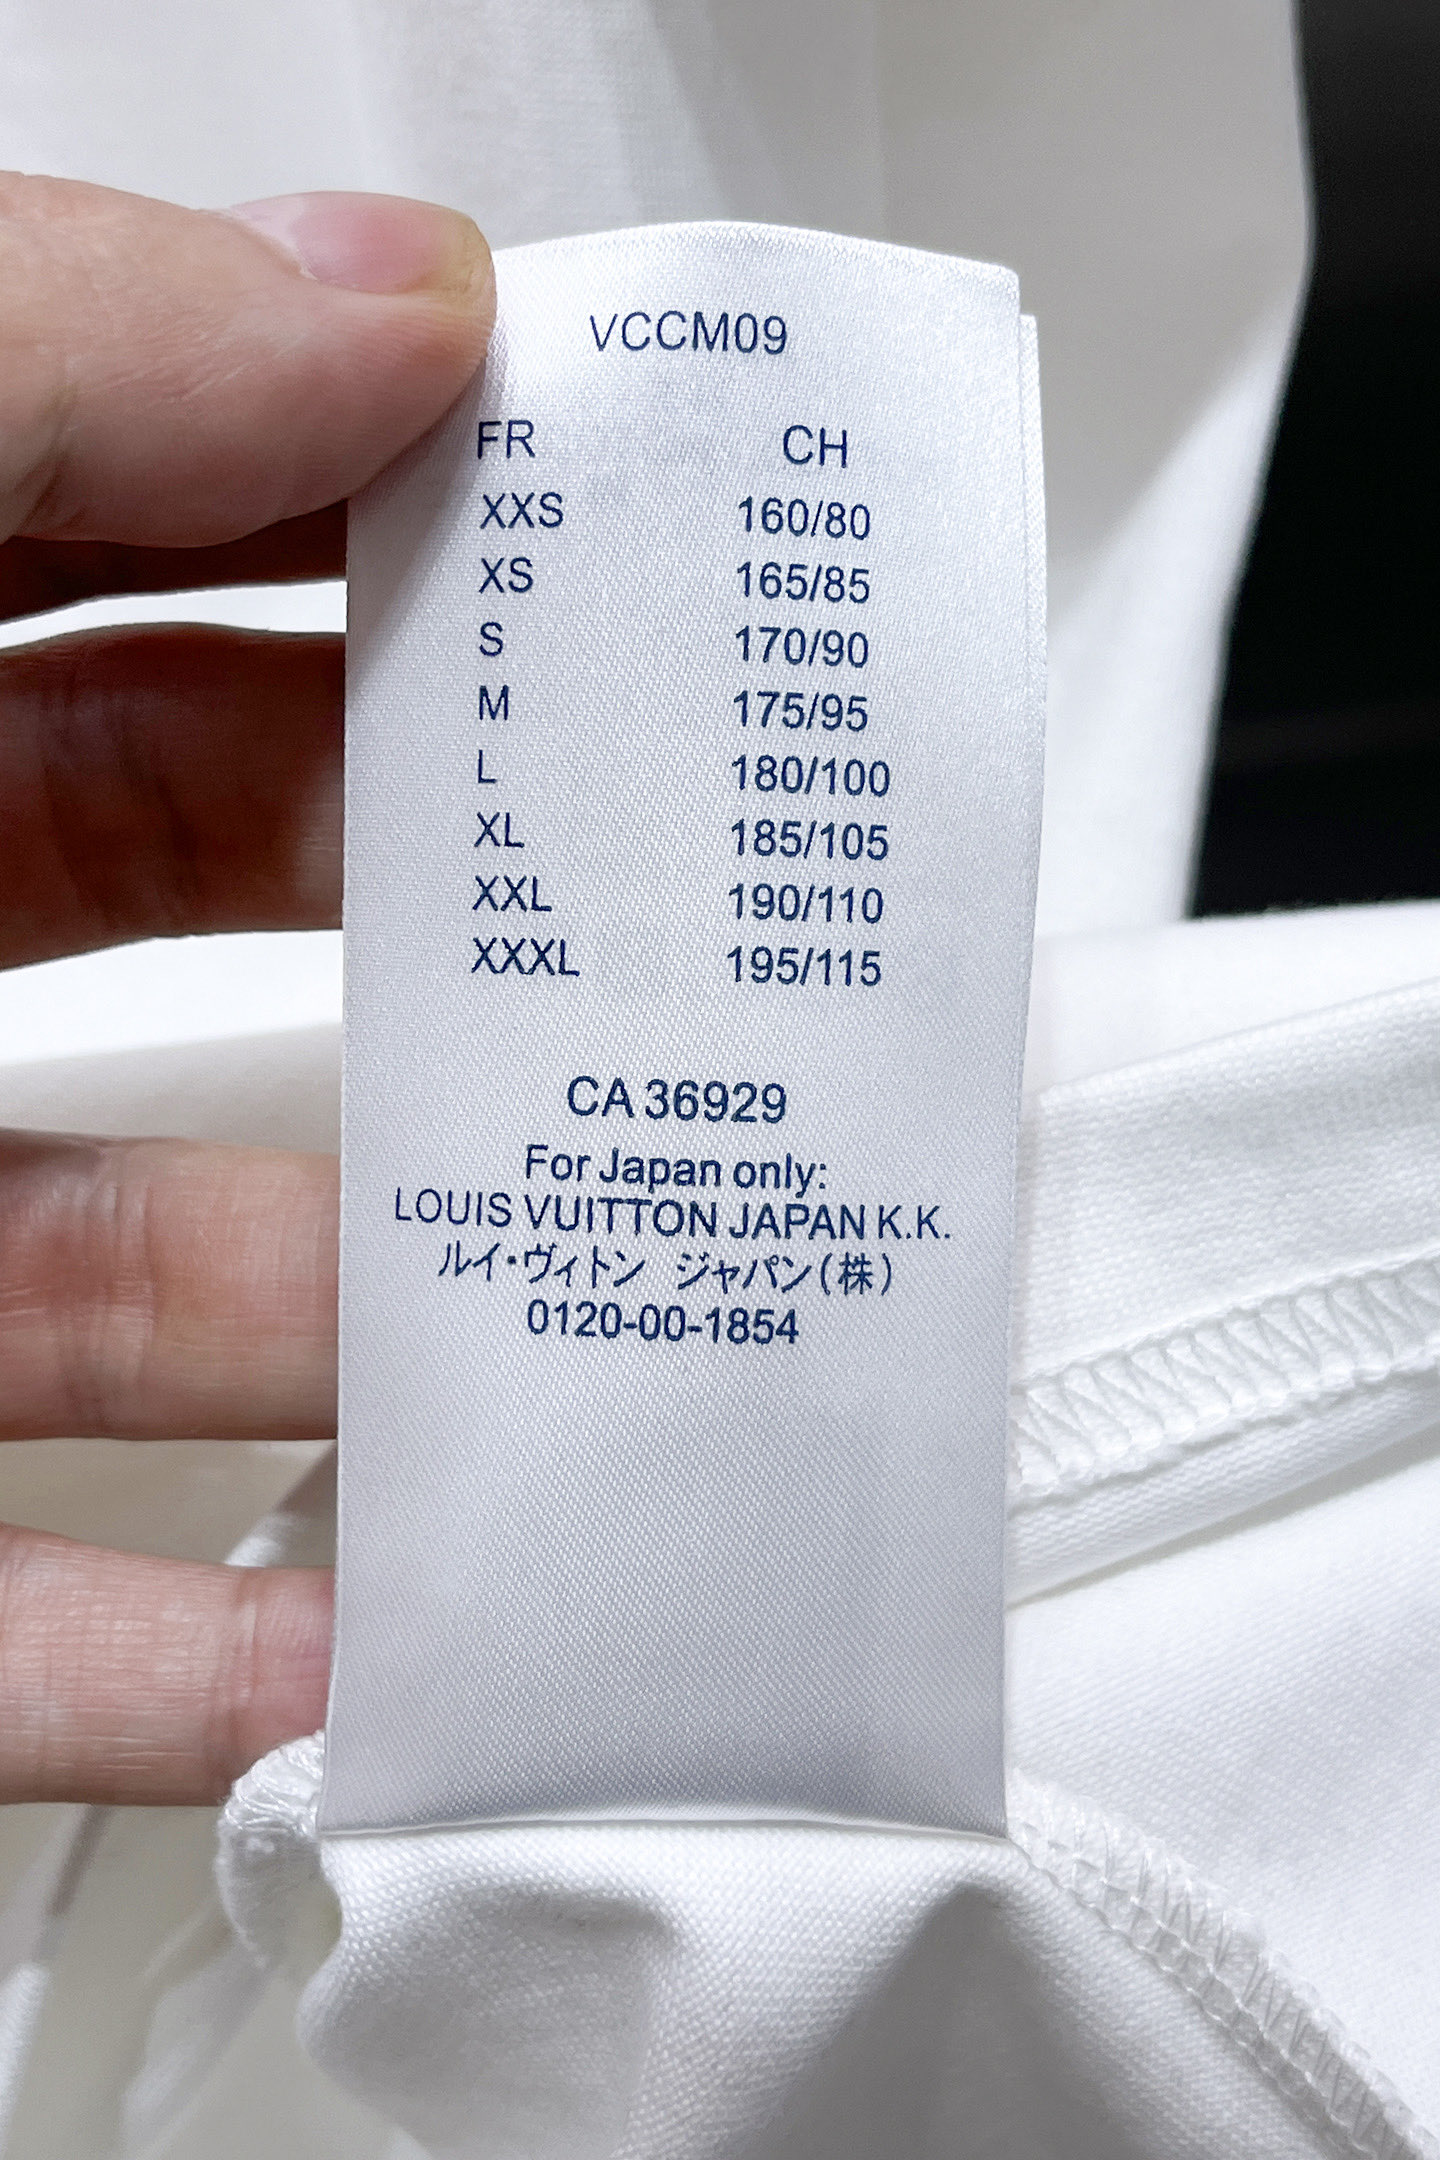 VCCM09
FR CH
XXS 160/80
XS 165/85
S 170/90
M 175/95
L 180/100
XL 185/105
XXL 190/110
XXXL 195/115
CA 36929
For Japan only:
LOUIS VUITTON JAPAN K.K.
ルイ・ヴィトン ジャパン(株)
0120-00-1854